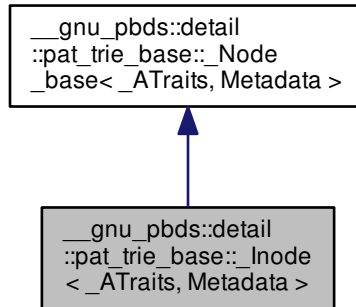 __gnu_pbds::detail
::pat_trie_base::_Node
_base< _ATraits, Metadata >
__gnu_pbds::detail
::pat_trie_base::_Inode
< _ATraits, Metadata >